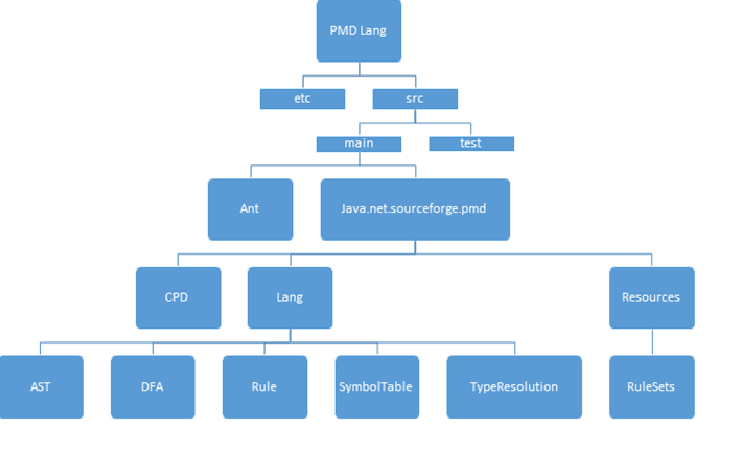 PMD Lang
etc
src
main
test
Ant
Java.net.sourceforge.pmd
CPD
Lang
Resources
AST
DFA
Rule
SymbolTable
TypeResolution
RuleSets